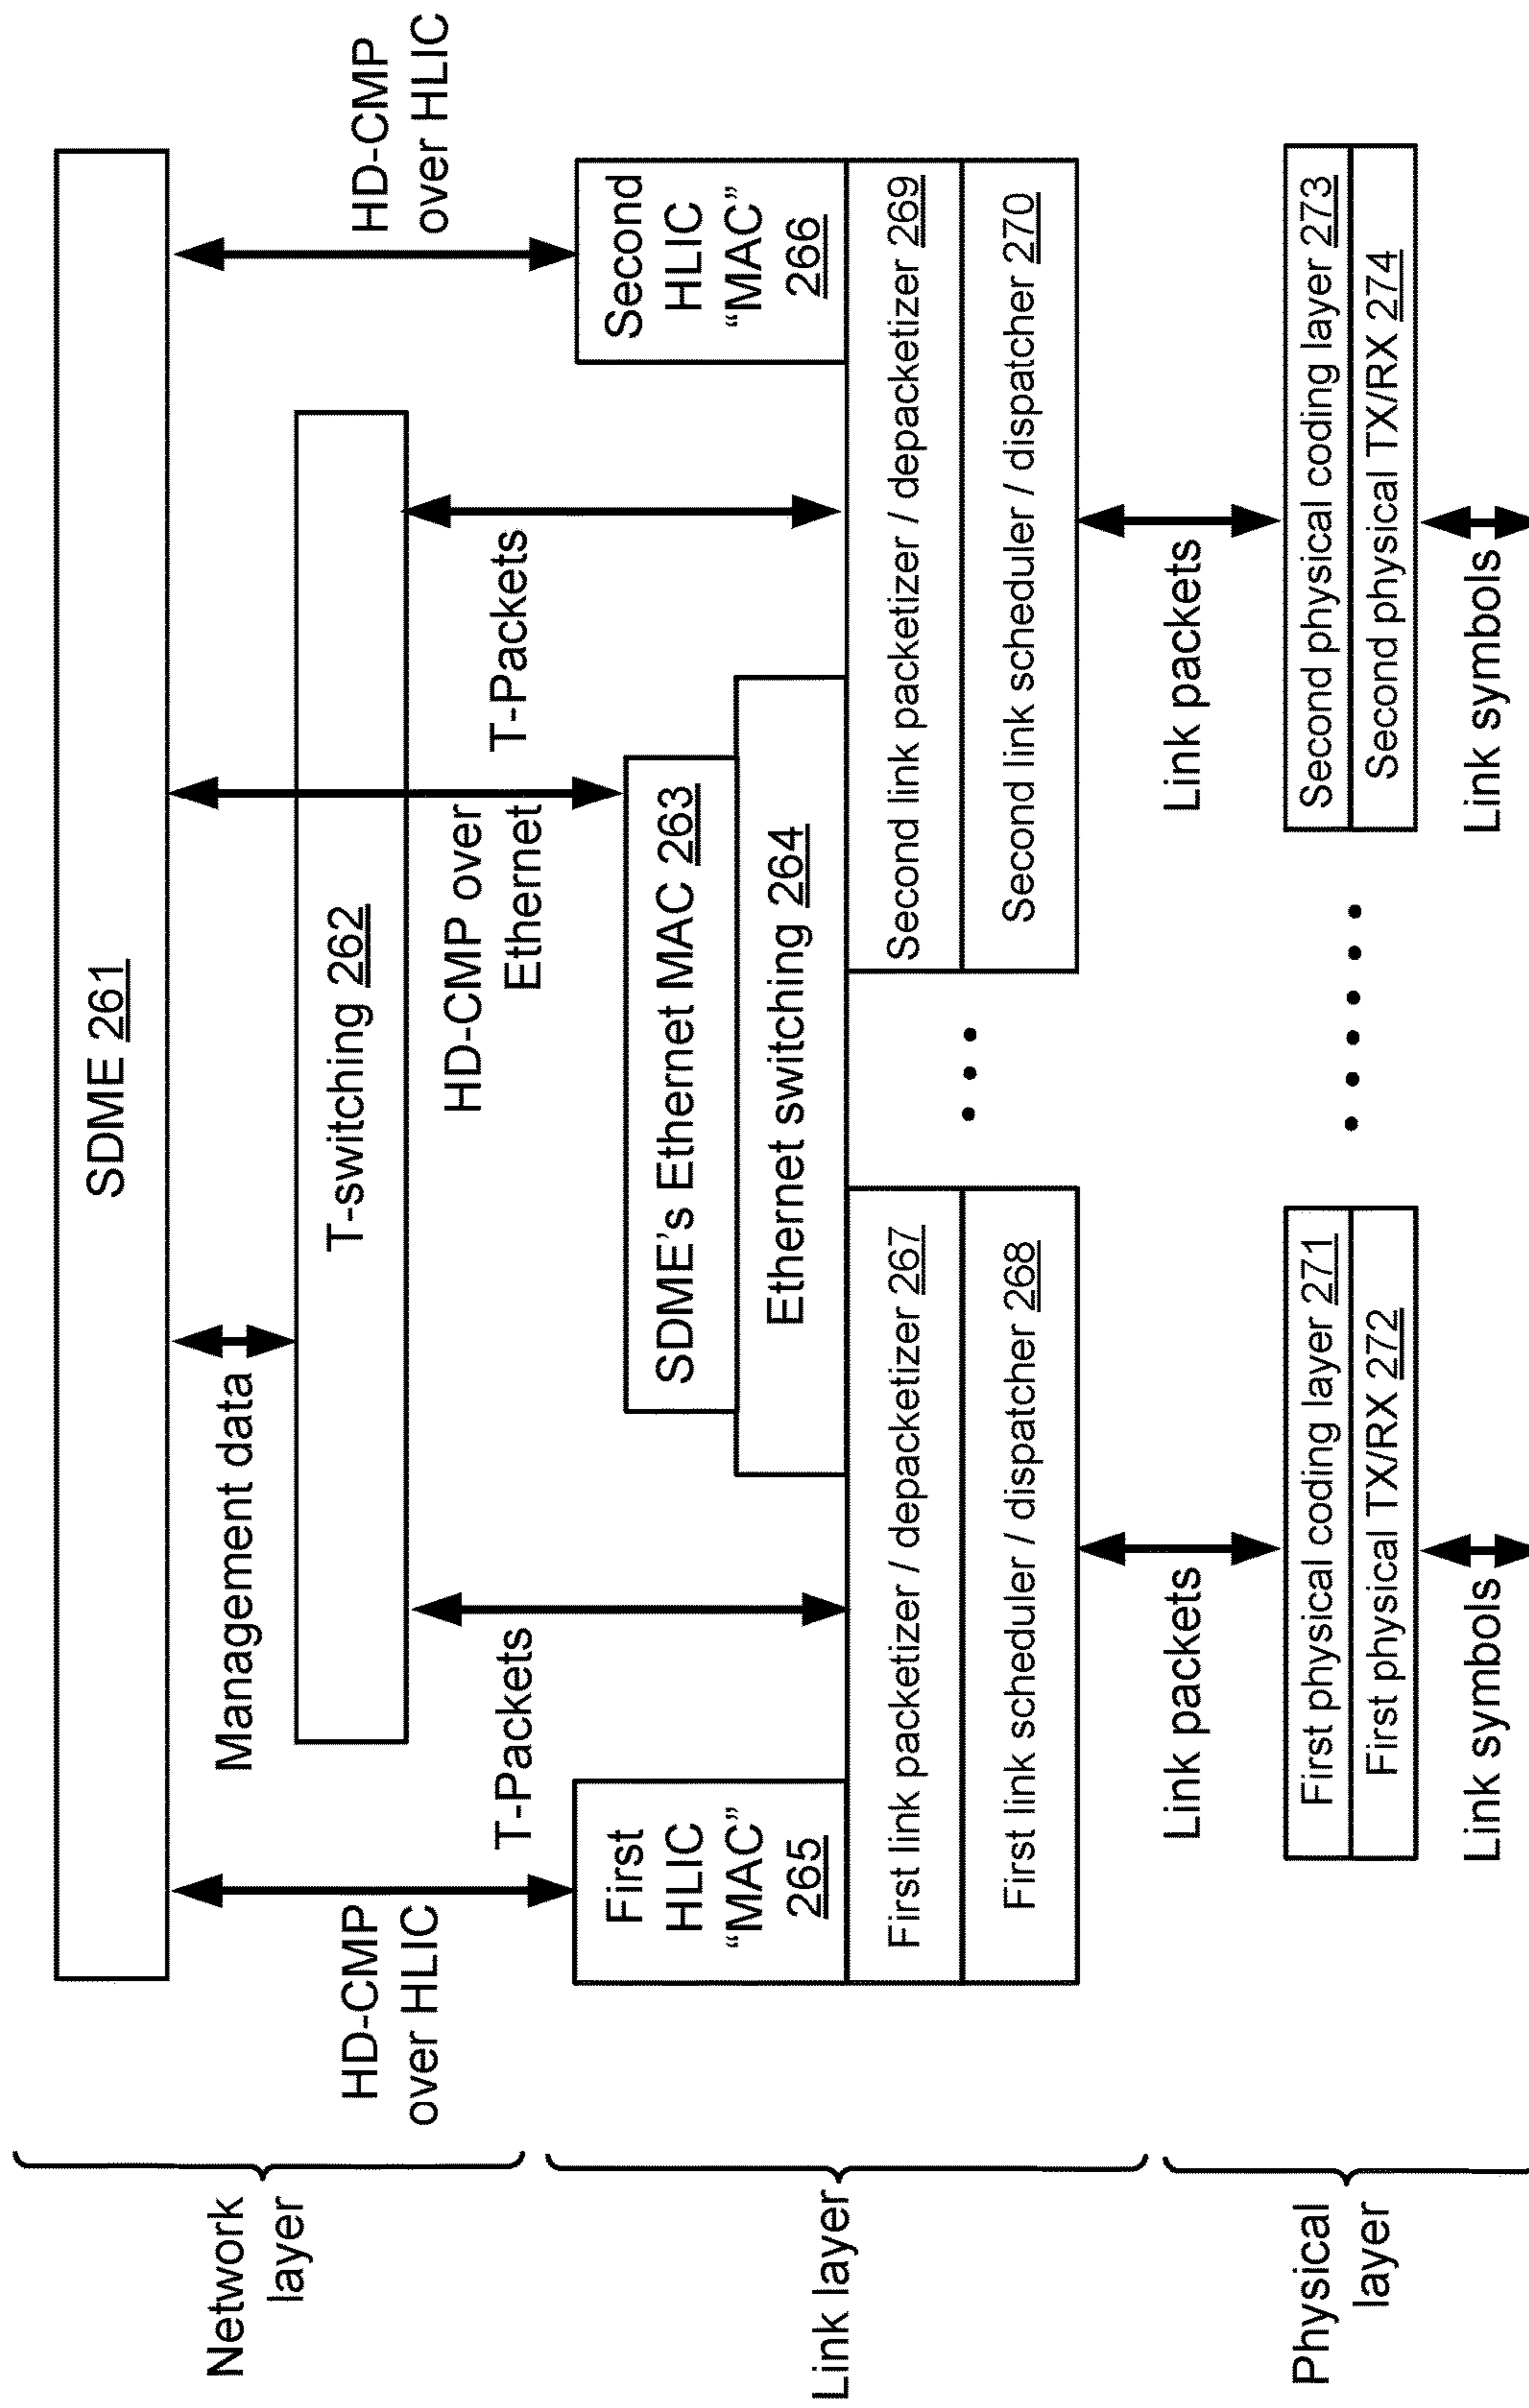 Network
layer
Link layer
Physical
layer
SDME 261
HD-CMP
over HLIC
Management data
T-switching 262
HD-CMP
over HLIC
T-Packets
HD-CMP over
Ethernet
T-Packets
First
HLIC
“MAC”
265
SDME’s Ethernet MAC 263
Ethernet switching 264
Second
HLIC
“MAC”
266
First link packetizer / depacketizer 267
First link scheduler / dispatcher 268
Second link packetizer / depacketizer 269
Second link scheduler / dispatcher 270
Link packets
Link packets
First physical coding layer 271
First physical TX/RX 272
Second physical coding layer 273
Second physical TX/RX 274
Link symbols
Link symbols